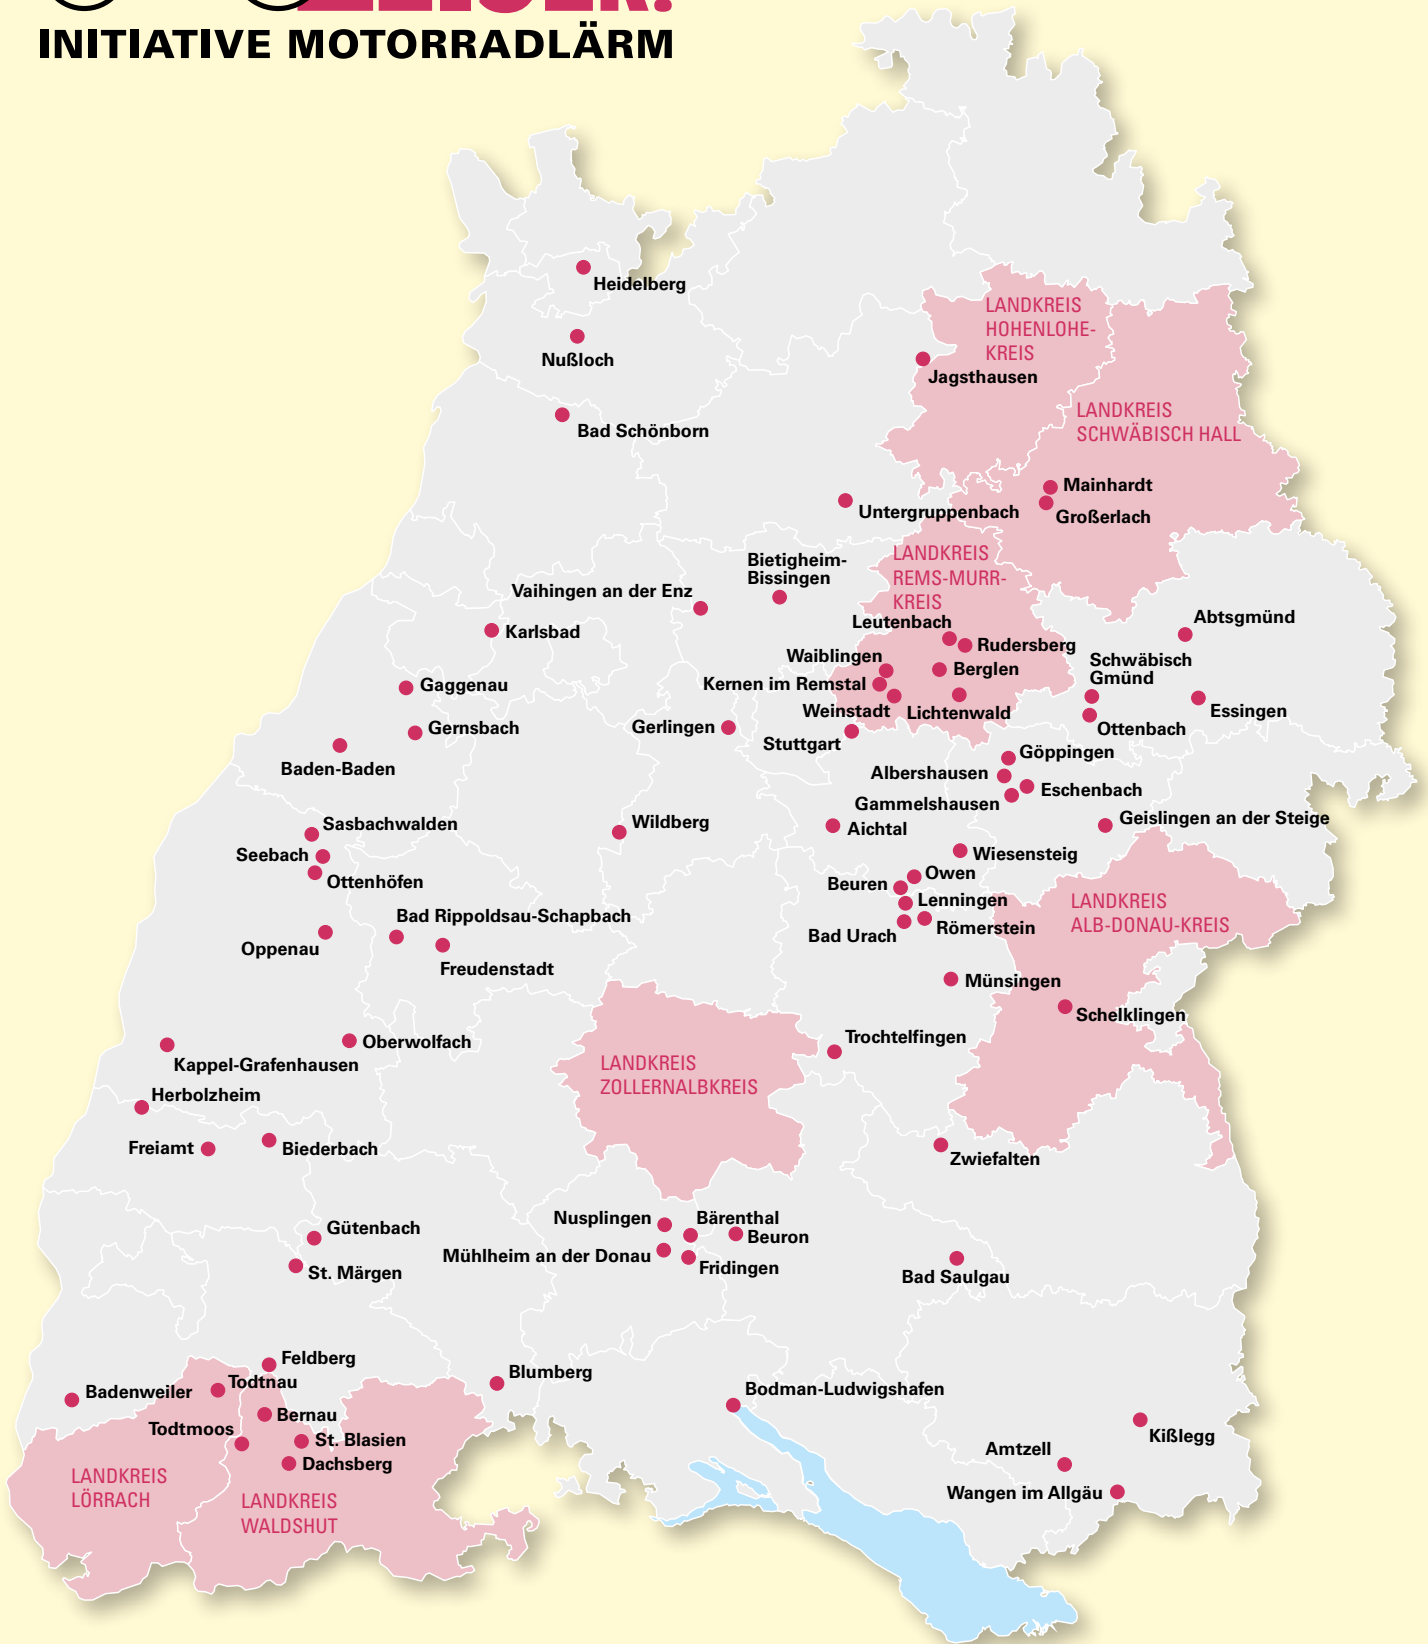 INITIATIVE MOTORRADLÄRM
Heidelberg
Nußloch
Bad Schönborn
LANDKREIS
HOHENLOHE-
KREIS
Jagsthausen
LANDKREIS
SCHWÄBISCH HALL
Mainhardt
Großerlach
Untergruppenbach
Bietigheim-
Bissingen
Vaihingen an der Enz
Karlsbad
LANDKREIS
REMS-MURR-
KREIS
Leutenbach
Rudersberg
Waiblingen
Berglen
Kernen im Remstal
Weinstadt
Lichtenwald
Abtsgmünd
Schwäbisch
Gmünd
Essingen
Ottenbach
Gaggenau
Gernsbach
Baden-Baden
Gerlingen
Stuttgart
Göppingen
Albershausen
Eschenbach
Gammelshausen
Geislingen an der Steige
Aichtal
Wildberg
Sasbachwalden
Seebach
Ottenhöfen
Wiesensteig
Owen
Beuren
Lenningen
Römerstein
Bad Urach
LANDKREIS
ALB-DONAU-KREIS
Bad Rippoldsau-Schapbach
Oppenau
Freudenstadt
Münsingen
Schelklingen
Trochtelfingen
Oberwolfach
Kappel-Grafenhausen
LANDKREIS
ZOLLERNALBKREIS
Herbolzheim
Freiamt
Biederbach
Zwiefalten
Nusplingen
Bärenthal
Beuron
Mühlheim an der Donau
Fridingen
Gütenbach
St. Märgen
Bad Saulgau
Feldberg
Todtnau
Badenweiler
Bernau
Todtmoos
St. Blasien
Dachsberg
Blumberg
Bodman-Ludwigshafen
Kißlegg
Amtzell
Wangen im Allgäu
LANDKREIS
LÖRRACH
LANDKREIS
WALDSHUT